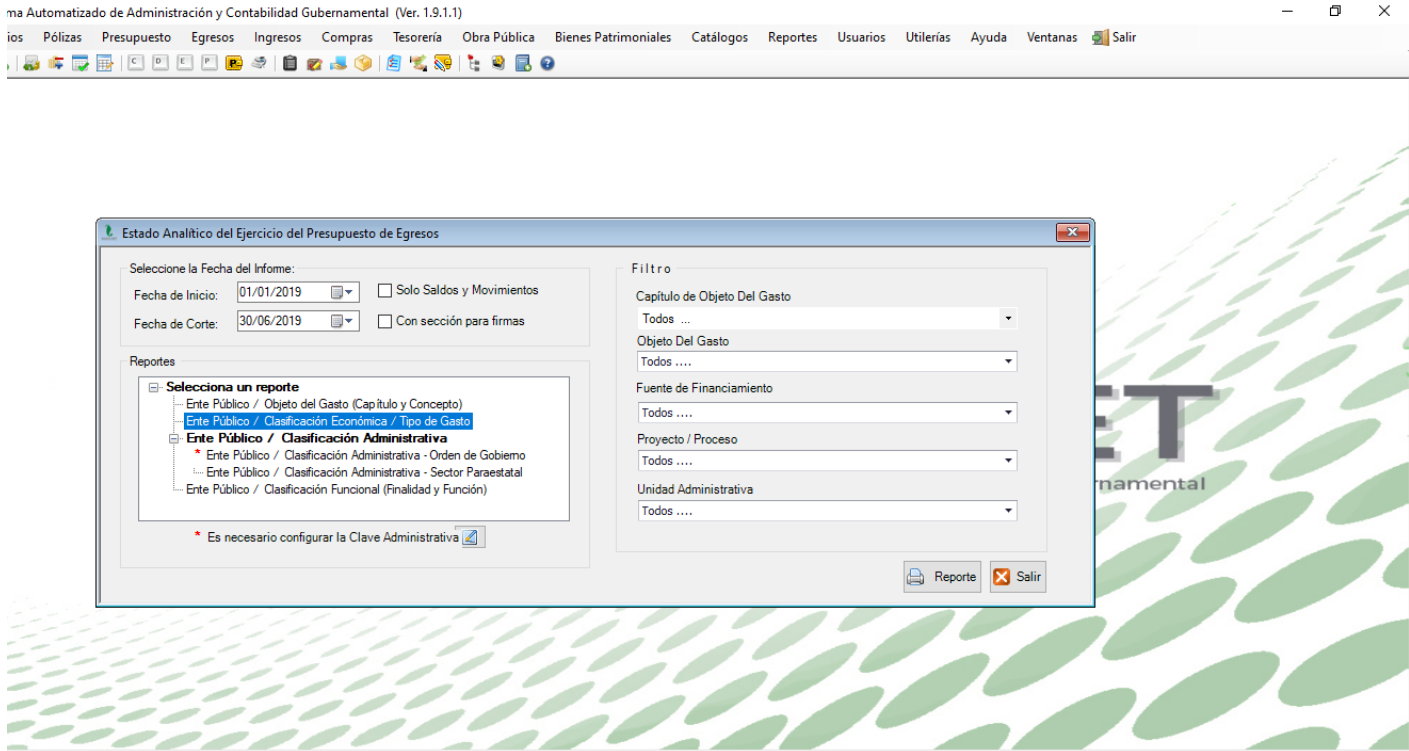 ma Automatizado de Administración y Contabilidad Gubernamental (Ver. 1.9.1.1)
ios Pólizas Presupuesto Egresos Ingresos Compras Tesorería Obra Pública Bienes Patrimoniales Catálogos Reportes Usuarios Utilerías Ayuda Ventanas Salir
C D E P P
Estado Analítico del Ejercicio del Presupuesto de Egresos
Seleccione la Fecha del Informe:
Fecha de Inicio: 01/01/2019 Solo Saldos y Movimientos
Fecha de Corte: 30/06/2019 Con sección para firmas
Reportes
Selecciona un reporte
Ente Público / Objeto del Gasto (Capítulo y Concepto)
Ente Público / Clasificación Económica / Tipo de Gasto
Ente Público / Clasificación Administrativa
* Ente Público / Clasificación Administrativa - Orden de Gobierno
Ente Público / Clasificación Administrativa - Sector Paraestatal
Ente Público / Clasificación Funcional (Finalidad y Función)
* Es necesario configurar la Clave Administrativa
Filtro
Capítulo de Objeto Del Gasto
Todos ...
Objeto Del Gasto
Todos ....
Fuente de Financiamiento
Todos ....
Proyecto / Proceso
Todos ....
Unidad Administrativa
Todos ....
Reporte Salir
ET
namental